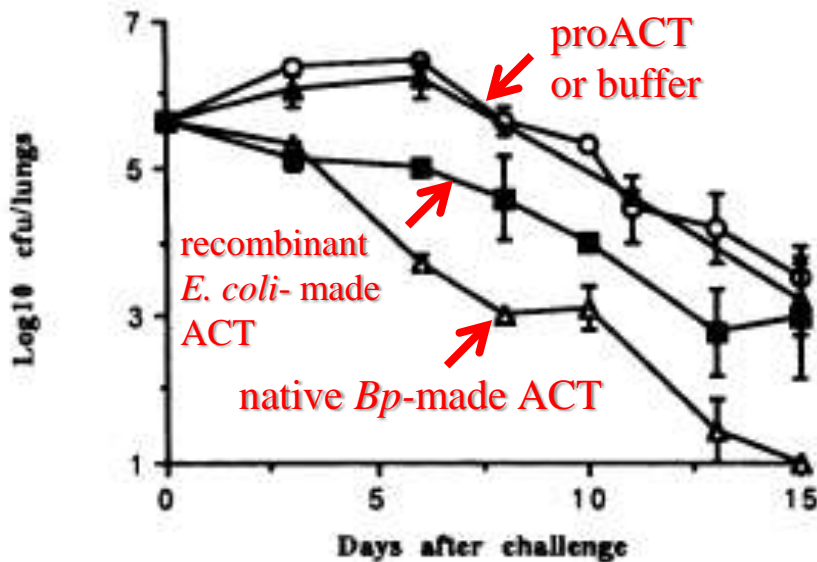 7
proACT
or buffer
5
recombinant
E. coli- made
ACT
3
native Bp-made ACT
1
0
5
10
15
Log10 cfu/lungs
Days after challenge